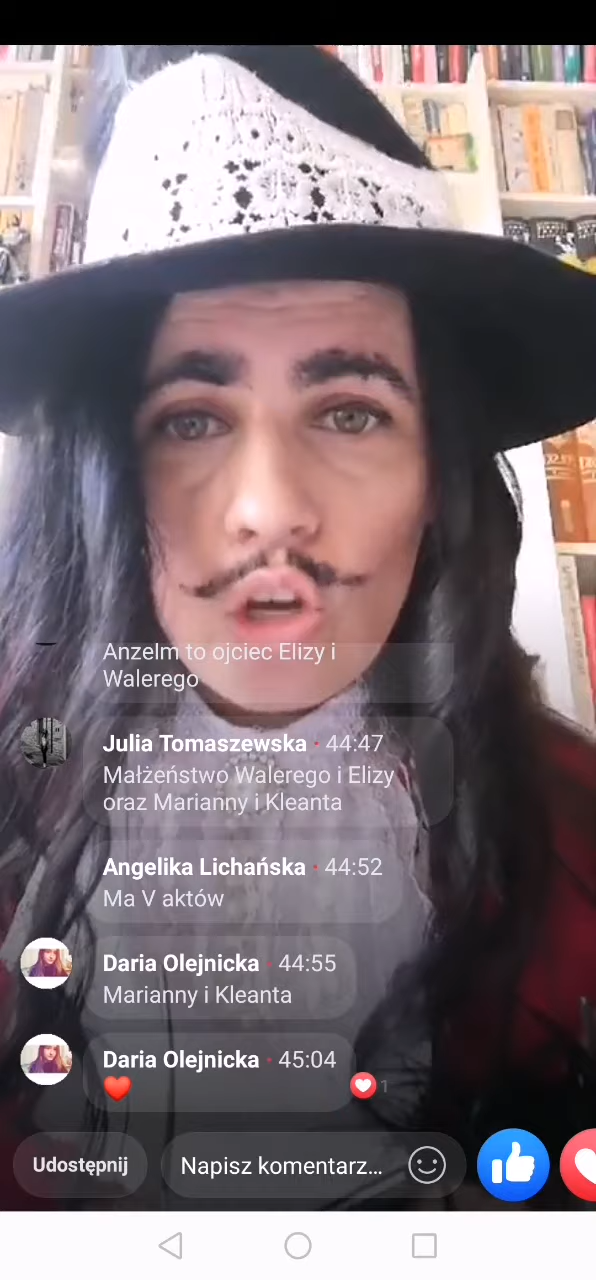 Anzelm to ojciec Elizy i
Walerego
Julia Tomaszewska · 44:47
Małżeństwo Walerego i Elizy
oraz Marianny i Kleanta
Angelika Lichańska · 44:52
Ma V aktów
Daria Olejnicka · 44:55
Marianny i Kleanta
Daria Olejnicka · 45:04
❤️ 1
Udostępnij
Napisz komentarz...